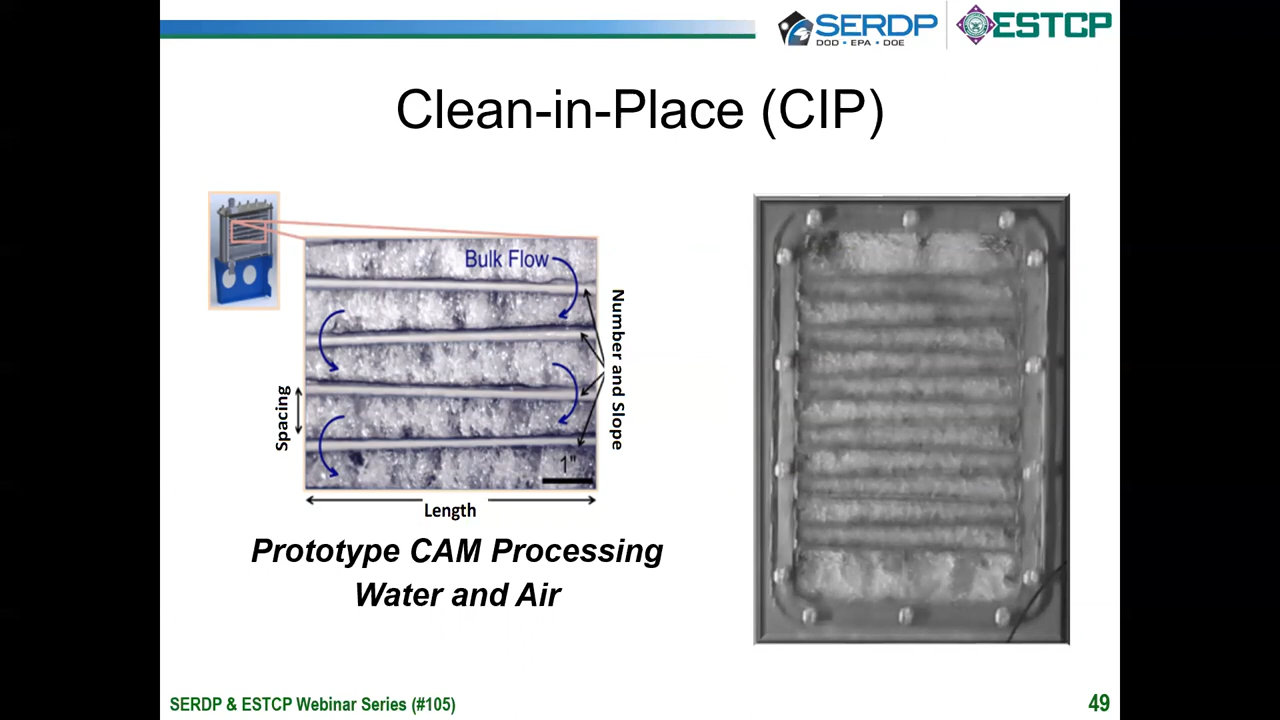 SERDP
DOD • EPA • DOE
ESTCP
Clean-in-Place (CIP)
Bulk Flow
Number and Slope
Spacing
1"
Length
Prototype CAM Processing
Water and Air
SERDP & ESTCP Webinar Series (#105)
49